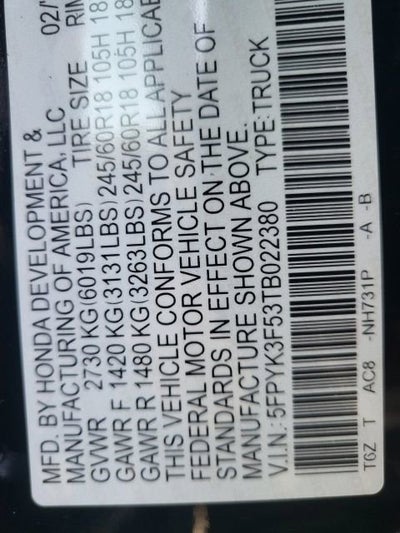 MFD. BY HONDA DEVELOPMENT & 02/
MANUFACTURING OF AMERICA, LLC
GVWR 2730 KG(6019LBS) TIRE SIZE RIM
GAWR F 1420 KG(3131LBS) 245/60R18 105H 18
GAWR R 1480 KG(3263LBS) 245/60R18 105H 18
THIS VEHICLE CONFORMS TO ALL APPLICABLE
FEDERAL MOTOR VEHICLE SAFETY
STANDARDS IN EFFECT ON THE DATE OF
MANUFACTURE SHOWN ABOVE.
V.I.N.:5FPYK3F53TB022380 TYPE:TRUCK
T6Z T AC8 -NH731P -A -B